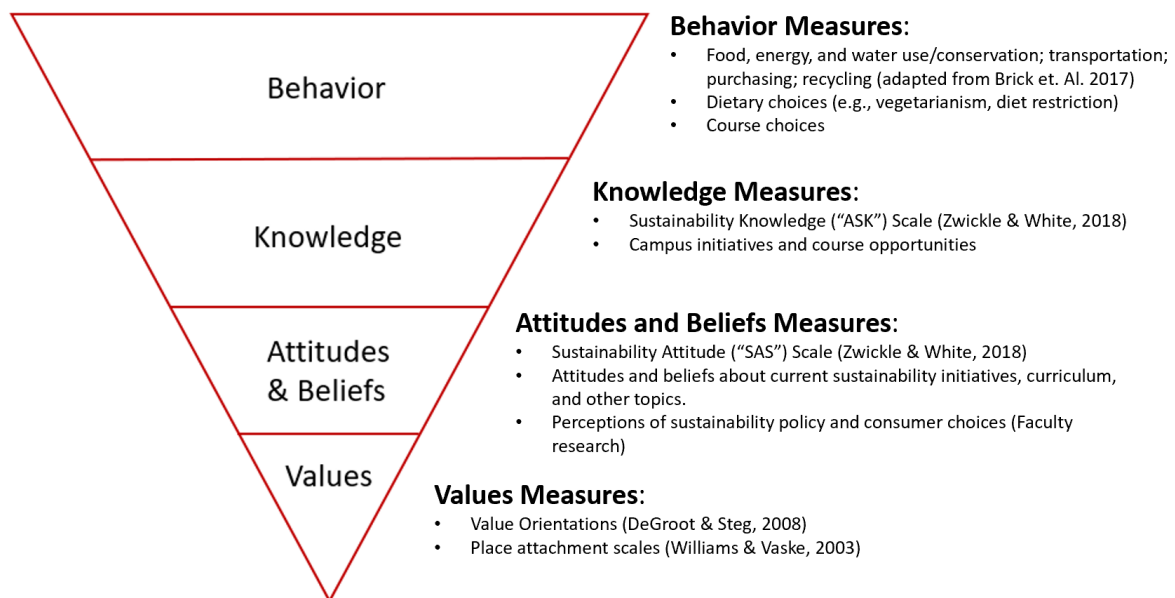 Behavior
Behavior Measures:
• Food, energy, and water use/conservation; transportation;
purchasing; recycling (adapted from Brick et. Al. 2017)
• Dietary choices (e.g., vegetarianism, diet restriction)
• Course choices
Knowledge
Knowledge Measures:
• Sustainability Knowledge (“ASK”) Scale (Zwickle & White, 2018)
• Campus initiatives and course opportunities
Attitudes
& Beliefs
Attitudes and Beliefs Measures:
• Sustainability Attitude (“SAS”) Scale (Zwickle & White, 2018)
• Attitudes and beliefs about current sustainability initiatives, curriculum,
and other topics.
• Perceptions of sustainability policy and consumer choices (Faculty
research)
Values
Values Measures:
• Value Orientations (DeGroot & Steg, 2008)
• Place attachment scales (Williams & Vaske, 2003)